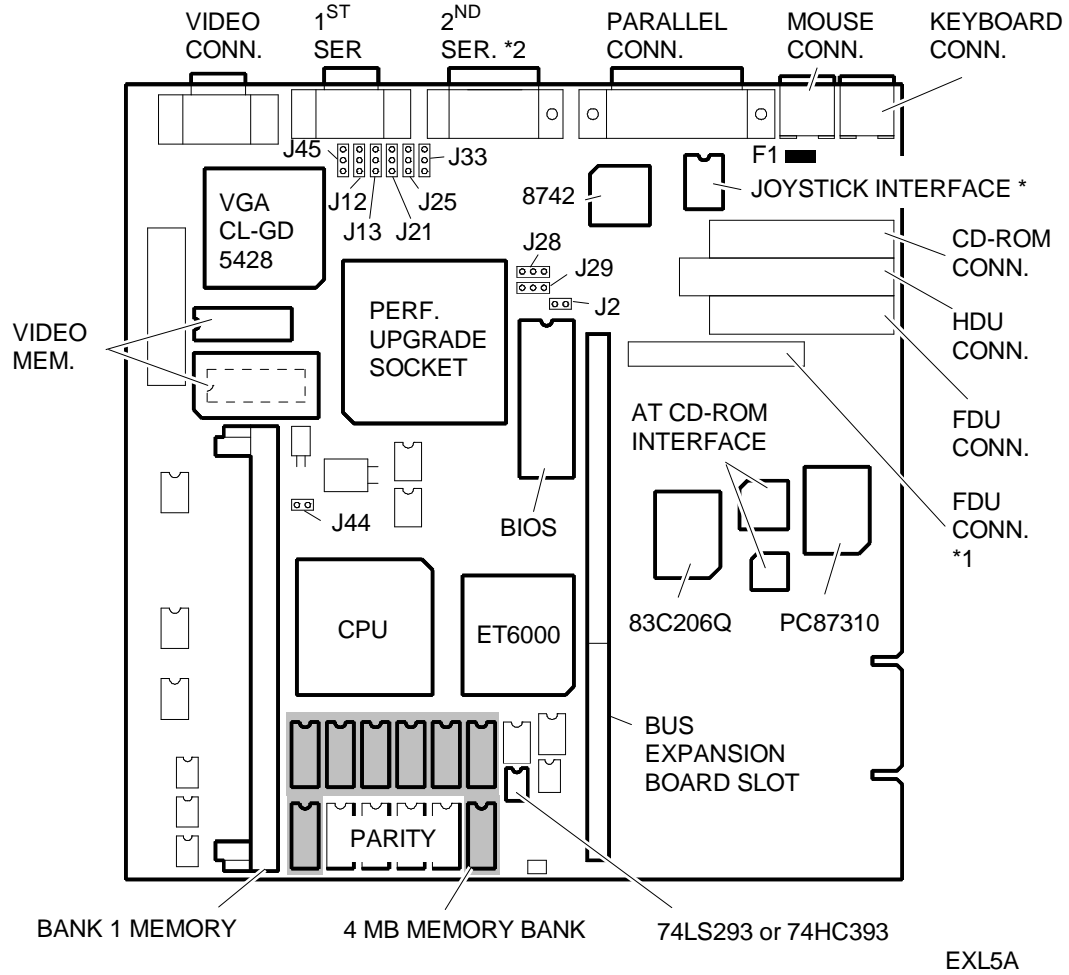 VIDEO
CONN.
1ST
SER
2ND
SER. *2
PARALLEL
CONN.
MOUSE
CONN.
KEYBOARD
CONN.
J45
J12
J13
J21
J25
J33
8742
F1
JOYSTICK INTERFACE *
VGA
CL-GD
5428
J28
J29
J2
CD-ROM
CONN.
VIDEO
MEM.
PERF.
UPGRADE
SOCKET
HDU
CONN.
AT CD-ROM
INTERFACE
FDU
CONN.
J44
BIOS
FDU
CONN.
*1
CPU
ET6000
83C206Q
PC87310
BUS
EXPANSION
BOARD SLOT
PARITY
BANK 1 MEMORY
4 MB MEMORY BANK
74LS293 or 74HC393
EXL5A